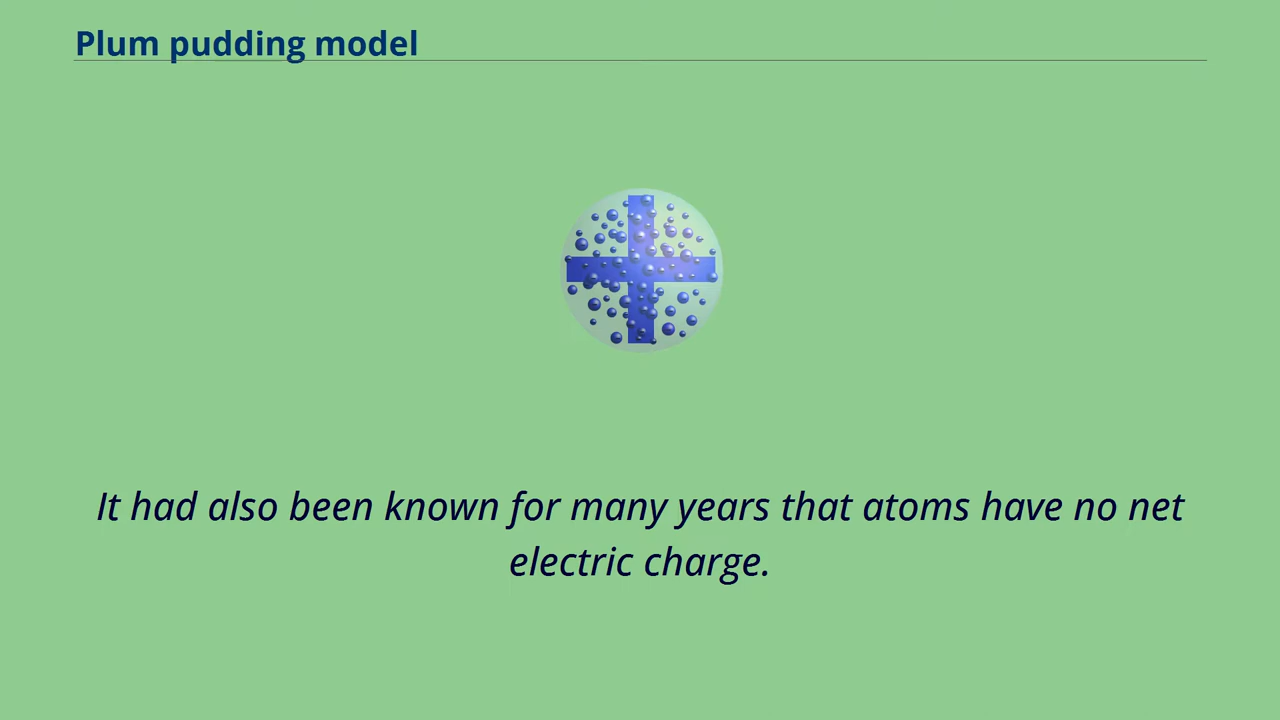 Plum pudding model
It had also been known for many years that atoms have no net
electric charge.